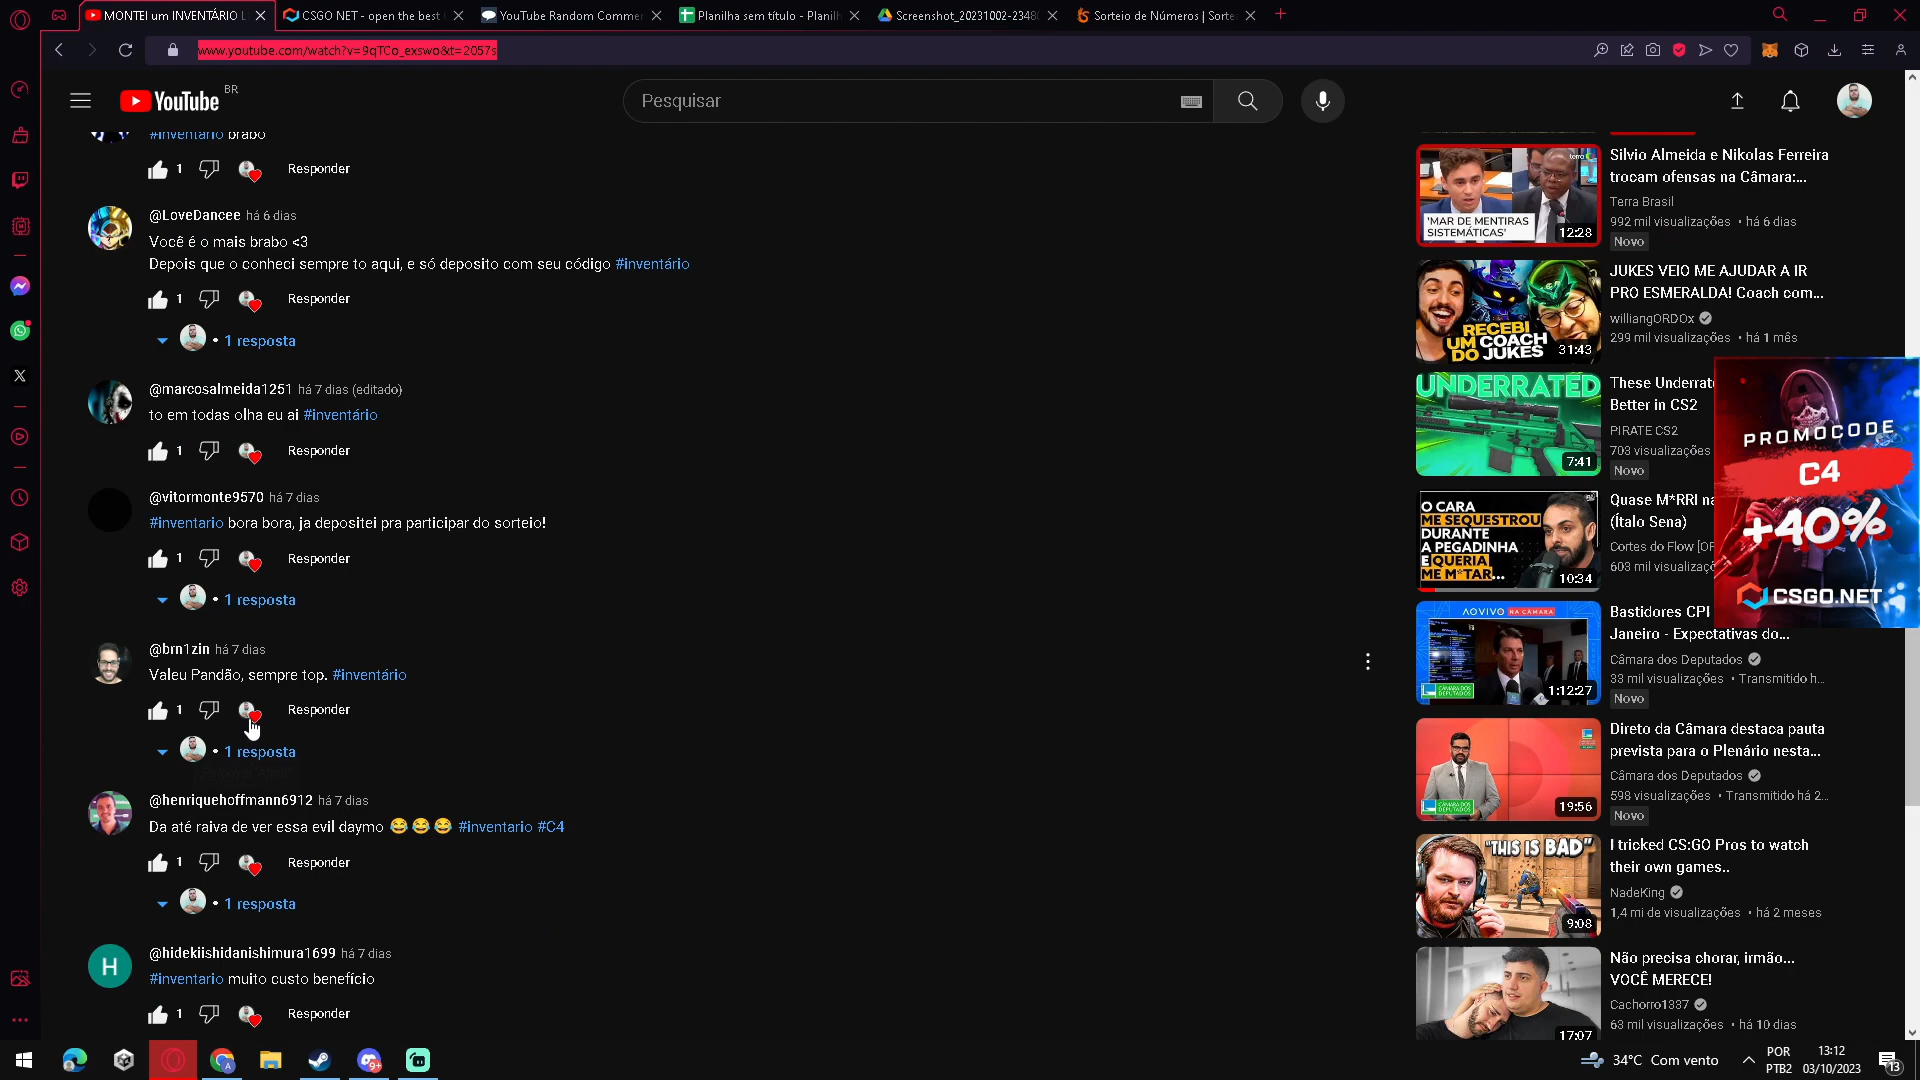 MONTEI um INVENTÁRIO L
CSGO NET - open the best
YouTube Random Comme
Planilha sem título - Planil
Screenshot_20231002-2348
Sorteio de Números | Sorte
www.youtube.com/watch?v=9qTCo_exswo&t=2057s
YouTube BR
Pesquisar
#inventario brabo
1 Responder
@LoveDancee há 6 dias
Você é o mais brabo <3
Depois que o conheci sempre to aqui, e só deposito com seu código #inventário
1 Responder
• 1 resposta
@marcosalmeida1251 há 7 dias (editado)
to em todas olha eu ai #inventário
1 Responder
@vitormonte9570 há 7 dias
#inventario bora bora, ja depositei pra participar do sorteio!
1 Responder
• 1 resposta
@brn1zin há 7 dias
Valeu Pandão, sempre top. #inventário
1 Responder
• 1 resposta
@henriquehoffmann6912 há 7 dias
Da até raiva de ver essa evil daymo 😂😂😂 #inventario #C4
1 Responder
• 1 resposta
@hidekiishidanishimura1699 há 7 dias
H
#inventario muito custo benefício
1 Responder
terra
'MAR DE MENTIRAS
SISTEMÁTICAS'
12:28
Silvio Almeida e Nikolas Ferreira
trocam ofensas na Câmara:...
Terra Brasil
992 mil visualizações • há 6 dias
Novo
RECEBI
UM COACH
DO JUKES
31:43
JUKES VEIO ME AJUDAR A IR
PRO ESMERALDA! Coach com...
williangORDOx
299 mil visualizações • há 1 mês
UNDERRATED
7:41
These Underrat
Better in CS2
PIRATE CS2
703 visualizações
Novo
O CARA
ME SEQUESTROU
DURANTE
A PEGADINHA
E QUERIA
ME M*TAR...
10:34
Quase M*RRI na
(Ítalo Sena)
Cortes do Flow [OF
603 mil visualizaç
PROMOCODE
C4
+40%
CSGO.NET
AO VIVO NA CÂMARA
CÂMARA DOS
DEPUTADOS
1:12:27
Bastidores CPI
Janeiro - Expectativas do...
Câmara dos Deputados
33 mil visualizações • Transmitido h...
Novo
CÂMARA DOS
DEPUTADOS
19:56
Direto da Câmara destaca pauta
prevista para o Plenário nesta...
Câmara dos Deputados
598 visualizações • Transmitido há 2...
Novo
"THIS IS BAD"
9:08
I tricked CS:GO Pros to watch
their own games..
NadeKing
1,4 mi de visualizações • há 2 meses
17:07
Não precisa chorar, irmão...
VOCÊ MERECE!
Cachorro1337
63 mil visualizações • há 10 dias
9+
A
34°C Com vento
POR
PTB2
13:12
03/10/2023
13